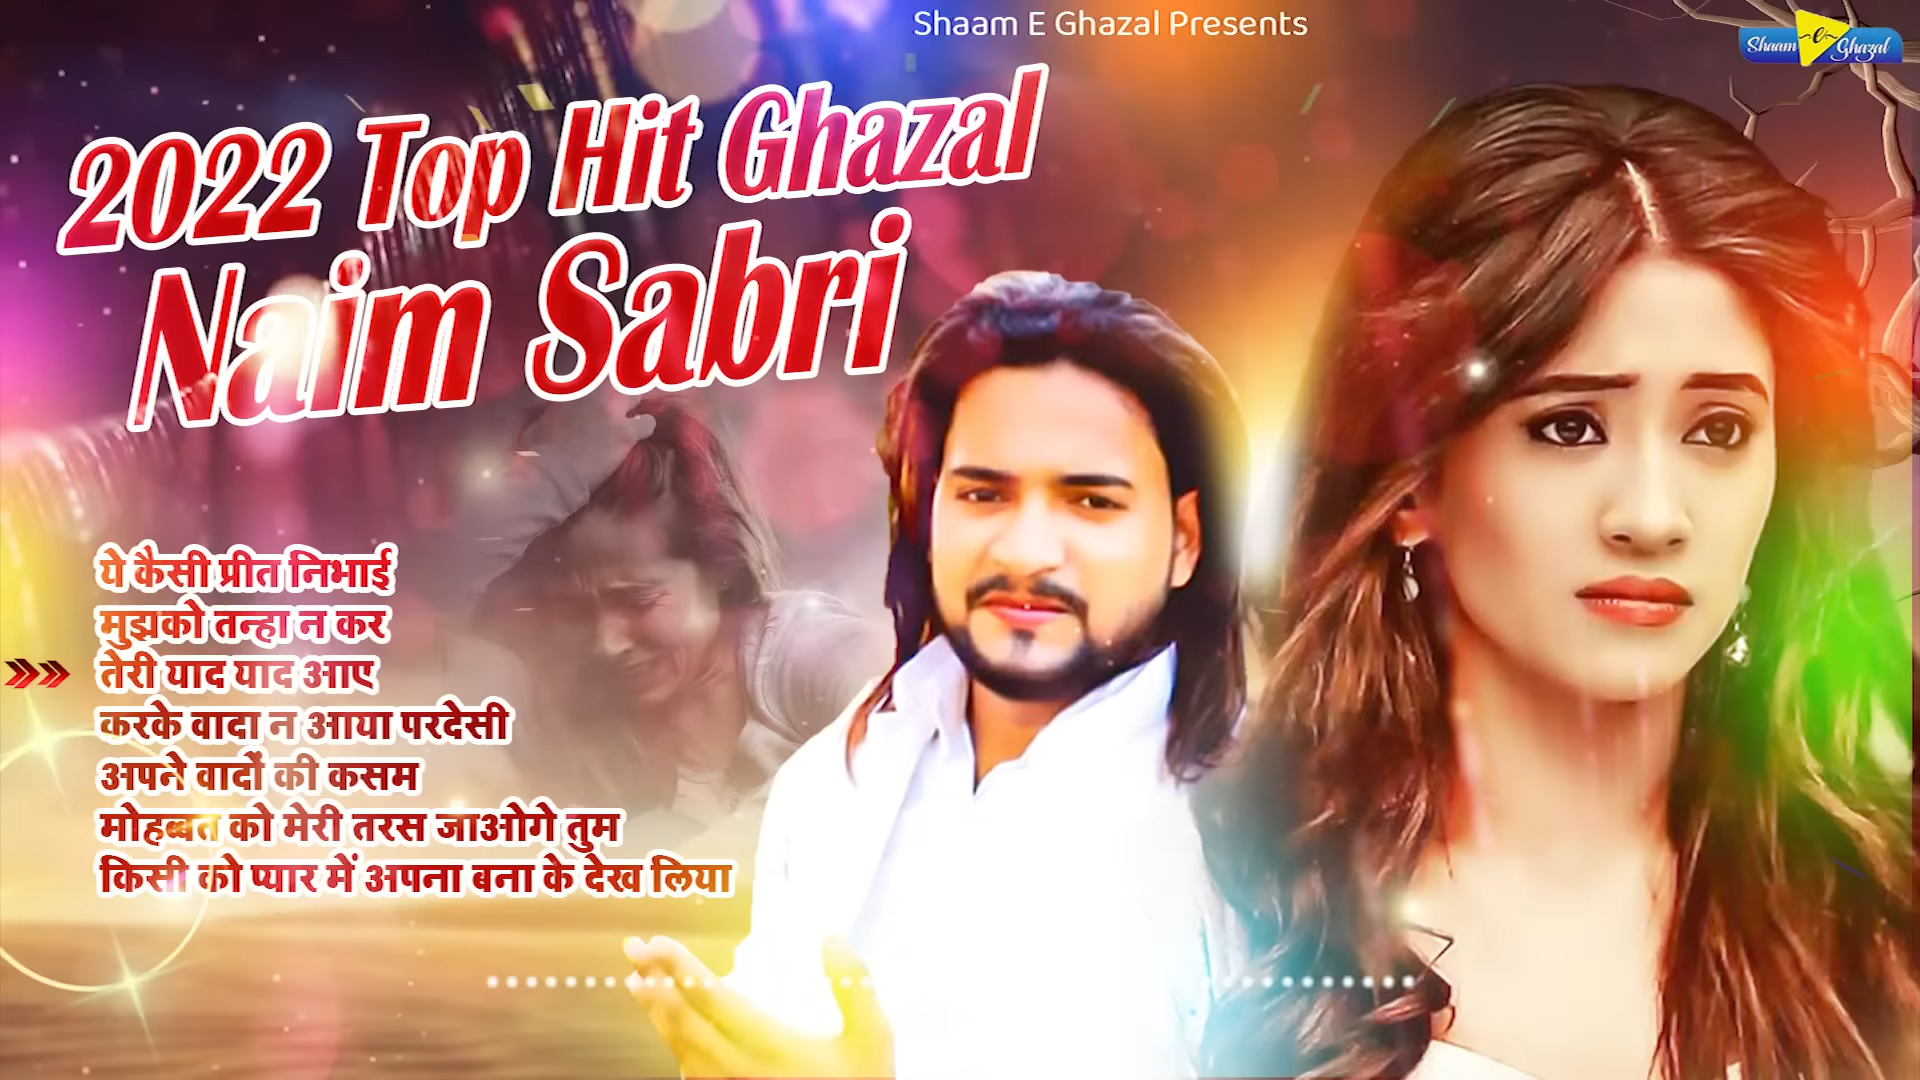 Shaam E Ghazal Presents
Shaam e Ghazal
2022 Top Hit Ghazal
Naim Sabri
ये कैसी प्रीत निभाई
मुझको तन्हा न कर
तेरी याद याद आए
करके वादा न आया परदेसी
अपने वादों की कसम
मोहब्बत को मेरी तरस जाओगे तुम
किसी को प्यार में अपना बना के देख लिया